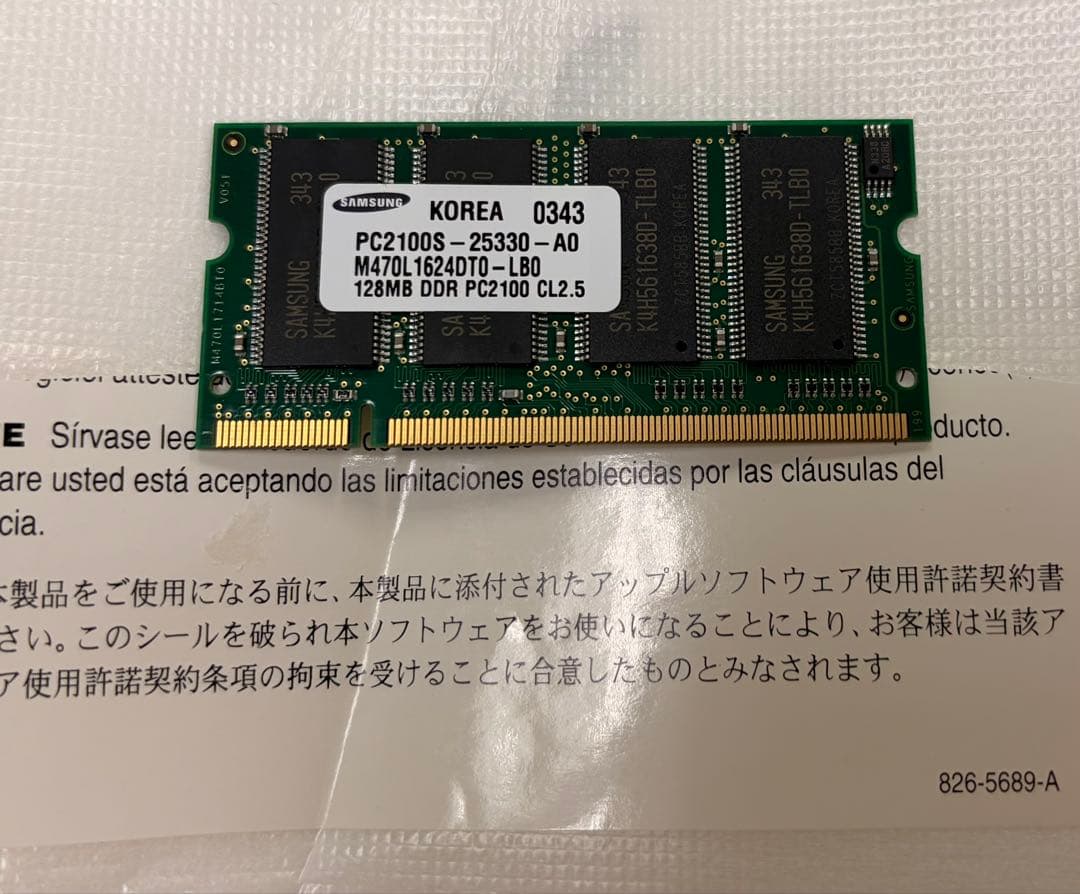 SAMSUNG KOREA 0343
PC2100S-25330-A0
M470L1624DT0-LB0
128MB DDR PC2100 CL2.5
SAMSUNG 343
SAMSUNG 343
K4H561638D-TLB0
ZCT585BB KOREA
V051
M470L1714BT0
SAMSUNG
1
199
E Sírvase lee
ducto.
are usted está aceptando las limitaciones establecidas por las cláusulas del
cia.
本製品をご使用になる前に、本製品に添付されたアップルソフトウェア使用許諾契約書
さい。このシールを破られ本ソフトウェアをお使いになることにより、お客様は当該ア
ア使用許諾契約条項の拘束を受けることに合意したものとみなされます。
826-5689-A